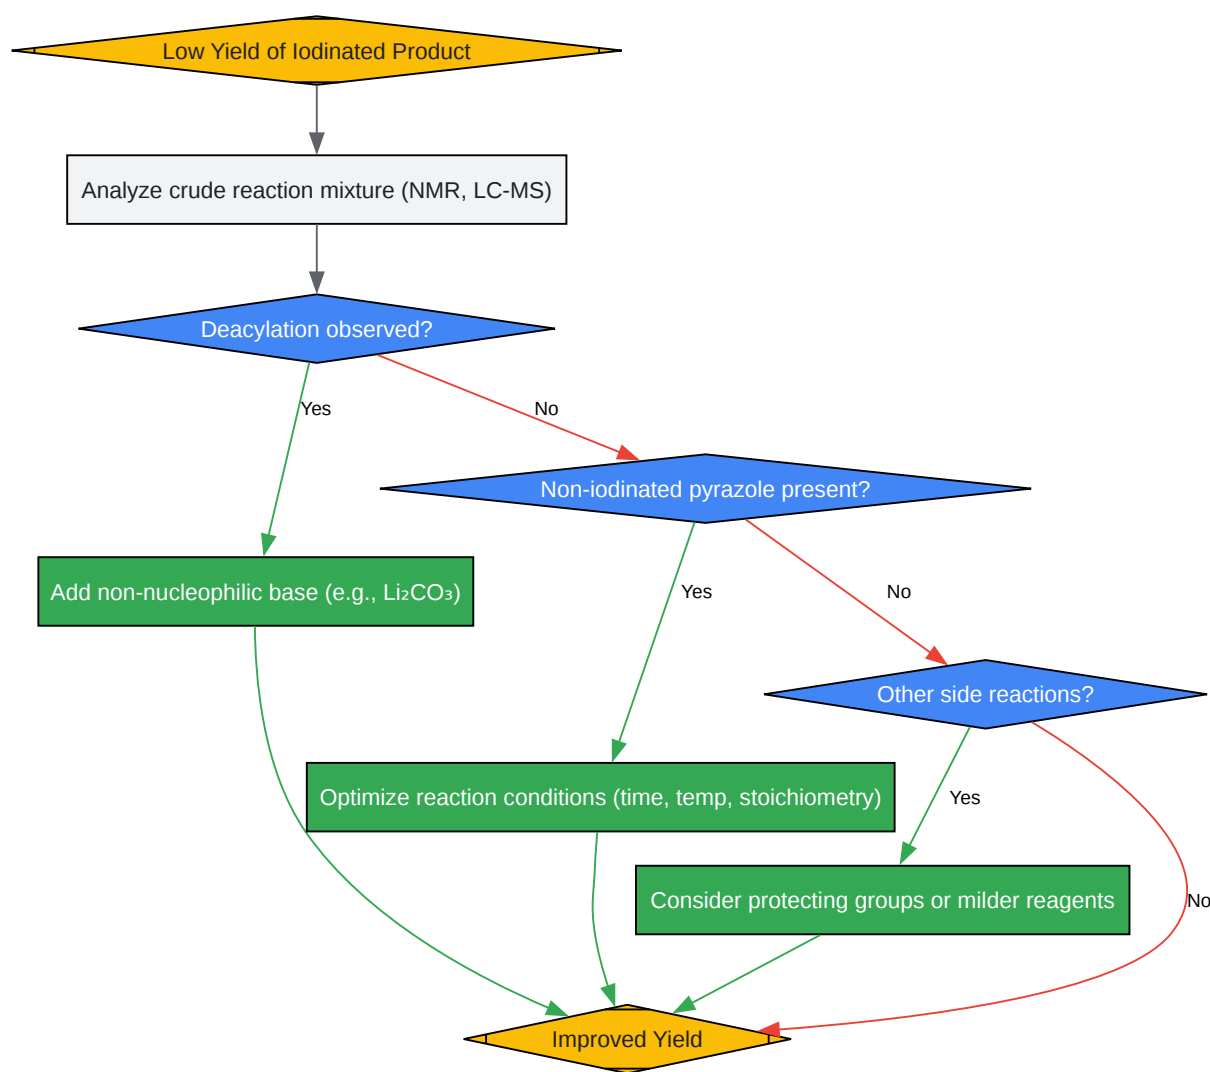 Low Yield of Iodinated Product
Analyze crude reaction mixture (NMR, LC-MS)
Deacylation observed?
Yes
No
Non-iodinated pyrazole present?
Add non-nucleophilic base (e.g., Li₂CO₃)
Yes
No
Other side reactions?
Optimize reaction conditions (time, temp, stoichiometry)
Yes
Consider protecting groups or milder reagents
No
Improved Yield